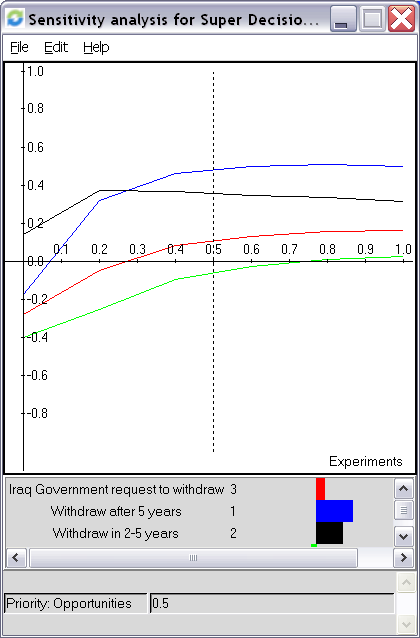 Sensitivity analysis for Super Decisio...
File Edit Help
1.0
0.8
0.6
0.4
0.2
0.1 0.2 0.3 0.4 0.5 0.6 0.7 0.8 0.9 1.0
0.0
-0.2
-0.4
-0.6
-0.8
Experiments
Iraq Government request to withdraw 3
Withdraw after 5 years 1
Withdraw in 2-5 years 2
Priority: Opportunities 0.5